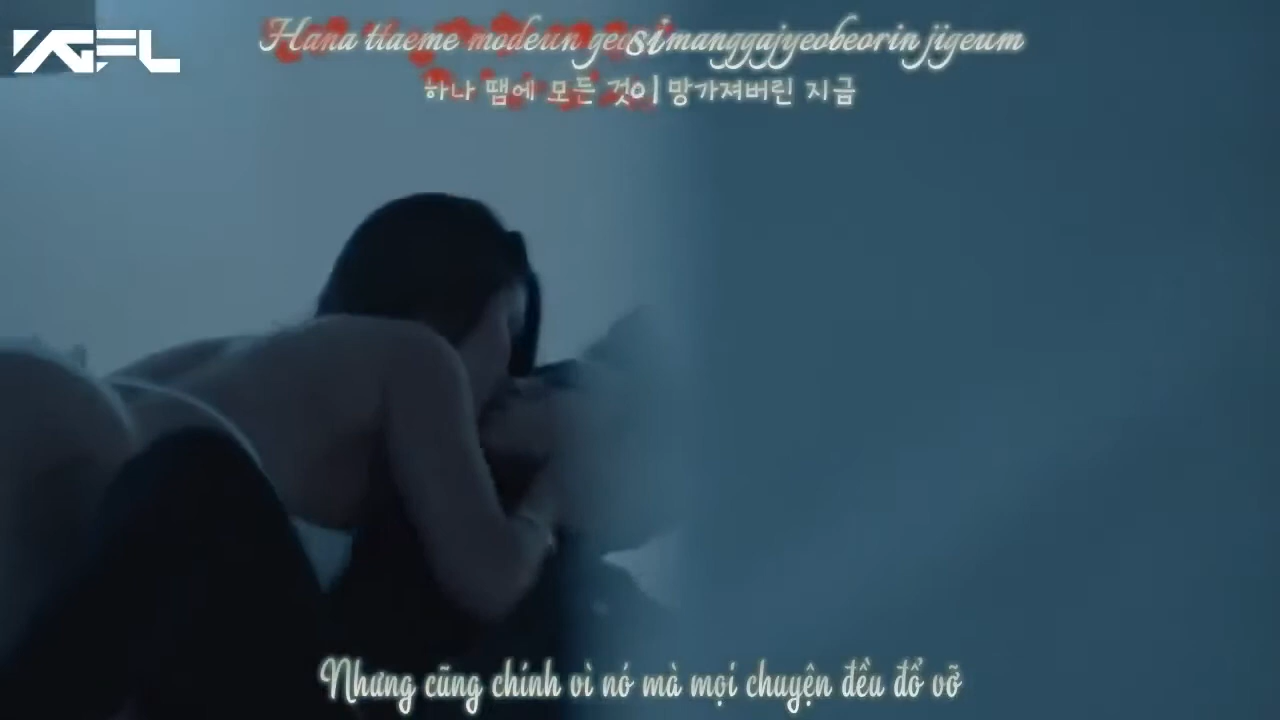 YGFL
Hana ttaeme modeun geosi manggajyeobeorin jigeum
하나 땜에 모든 것이 망가져버린 지금
Nhưng cũng chính vì nó mà mọi chuyện đều đổ vỡ